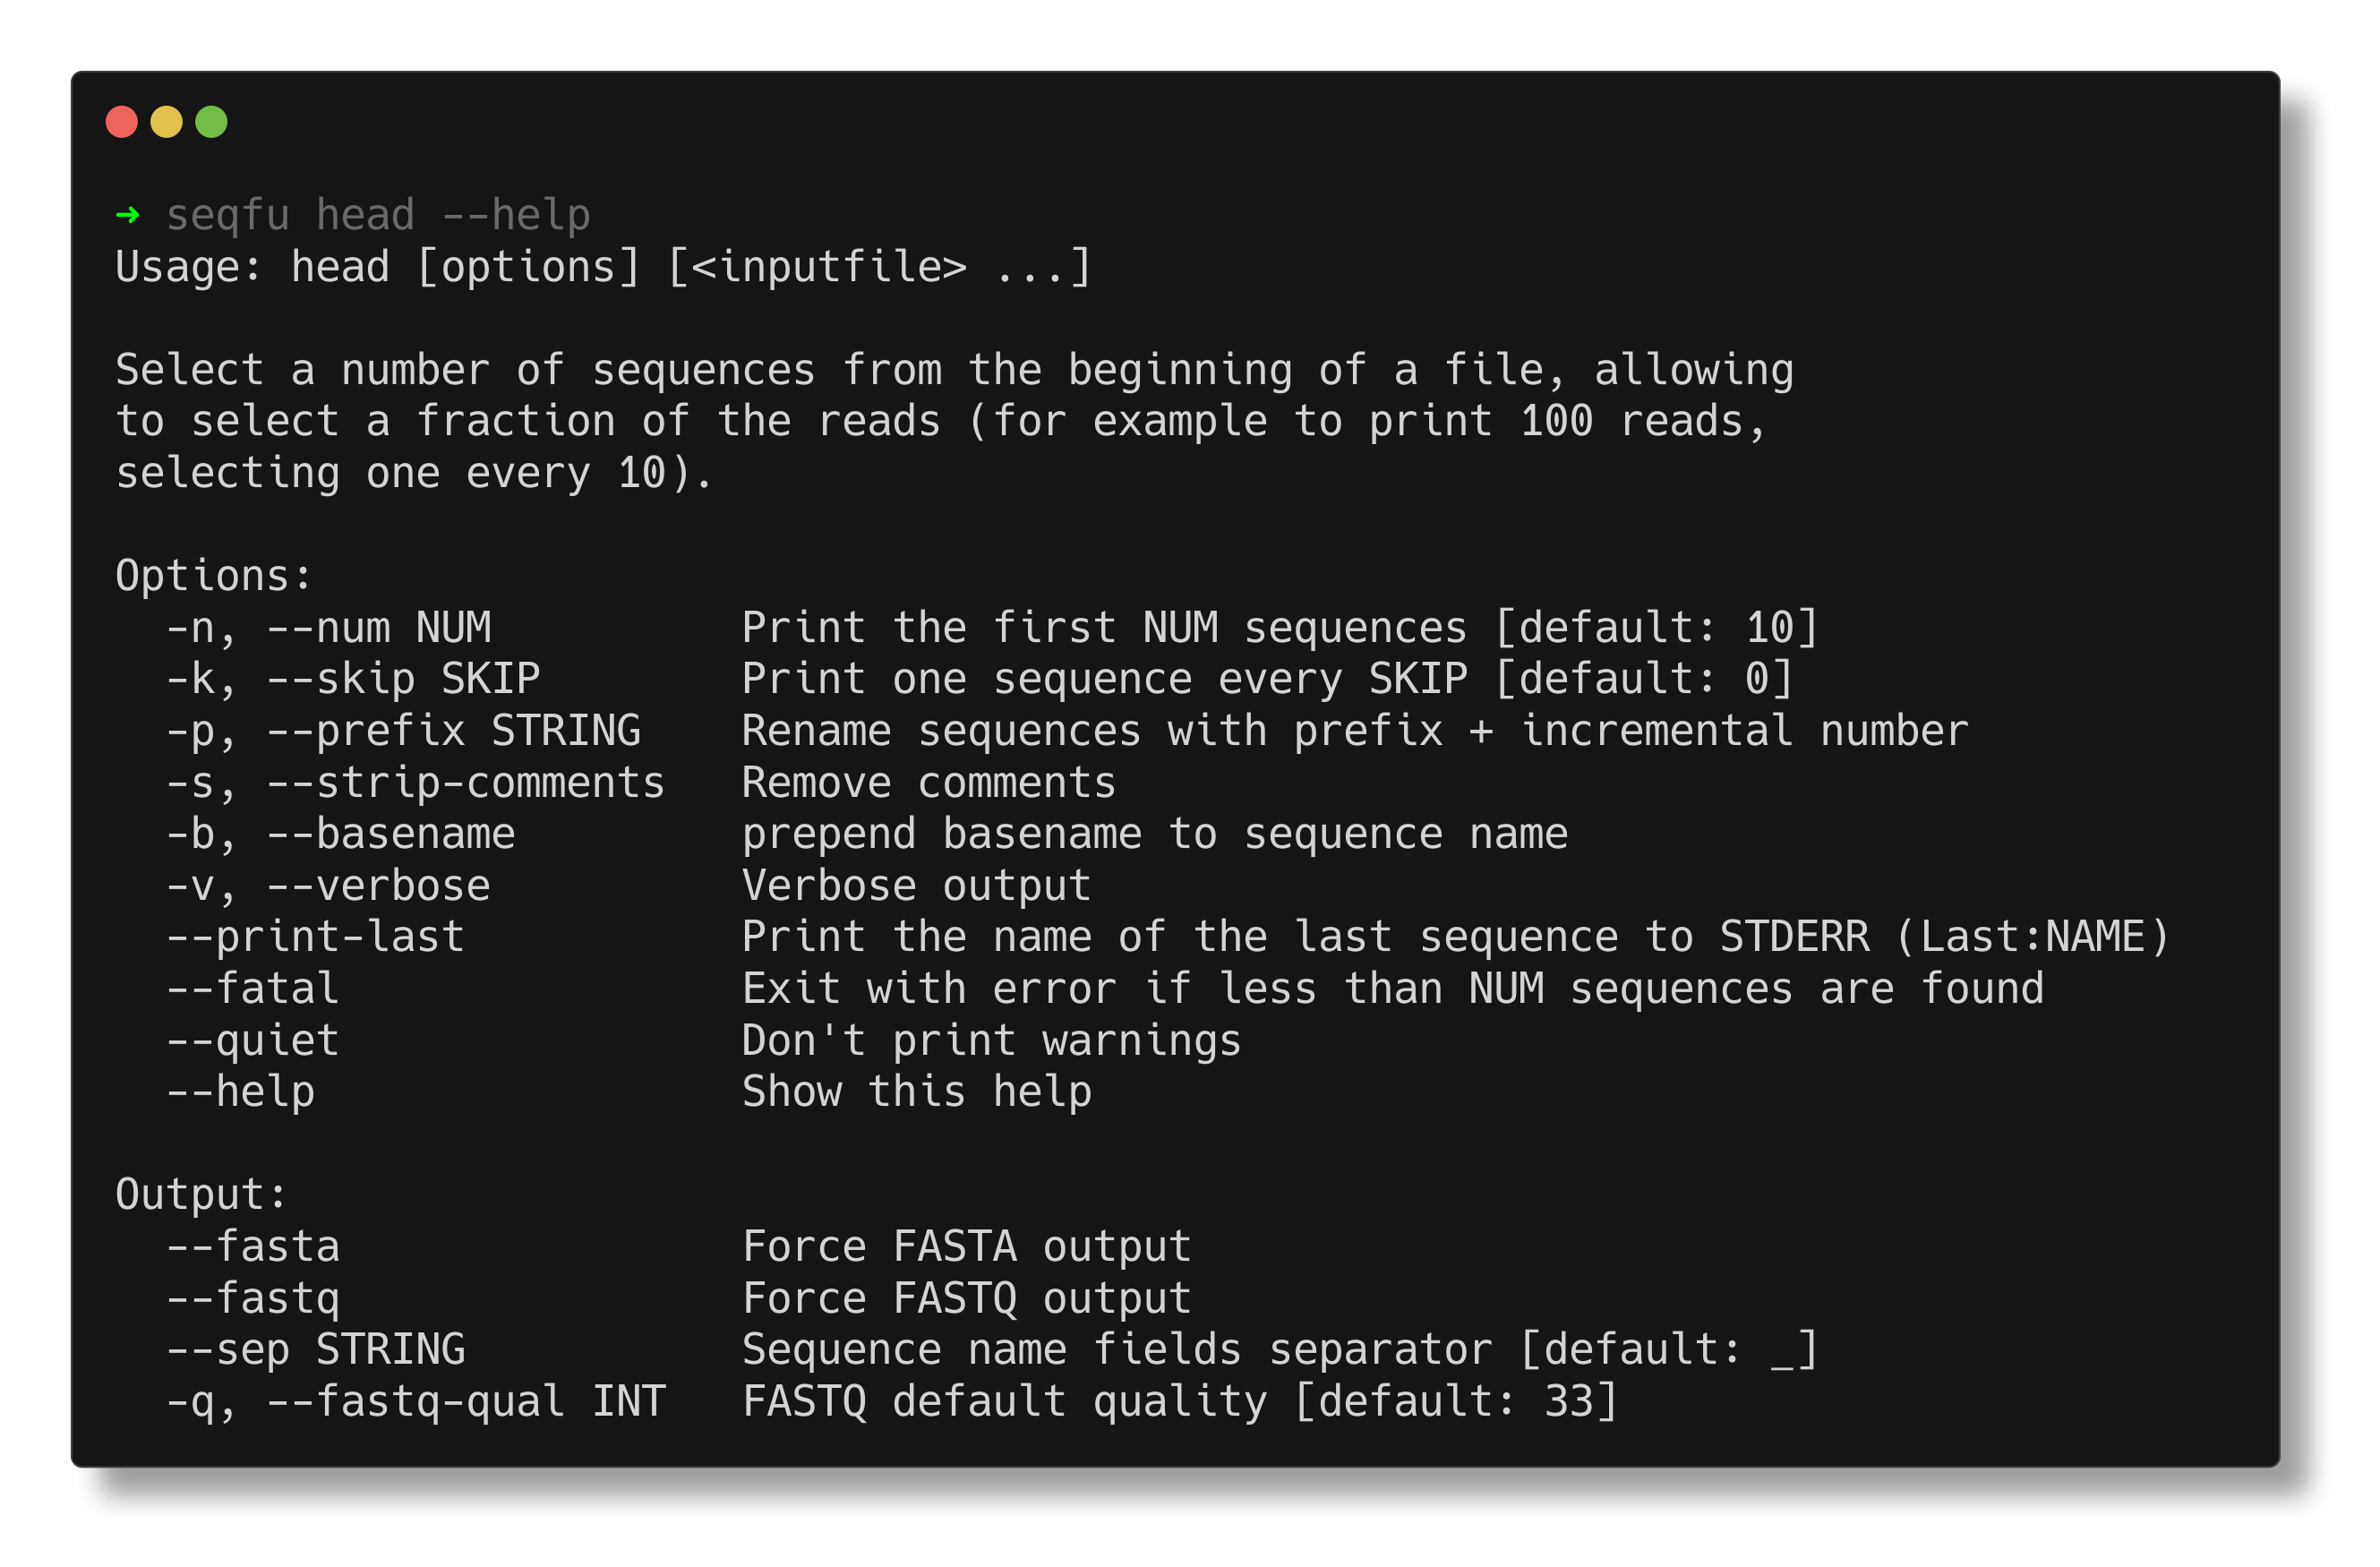 ➜ seqfu head --help
Usage: head [options] [<inputfile> ...]

Select a number of sequences from the beginning of a file, allowing
to select a fraction of the reads (for example to print 100 reads,
selecting one every 10).

Options:
  -n, --num NUM          Print the first NUM sequences [default: 10]
  -k, --skip SKIP        Print one sequence every SKIP [default: 0]
  -p, --prefix STRING    Rename sequences with prefix + incremental number
  -s, --strip-comments   Remove comments
  -b, --basename         prepend basename to sequence name
  -v, --verbose          Verbose output
  --print-last           Print the name of the last sequence to STDERR (Last:NAME)
  --fatal                Exit with error if less than NUM sequences are found
  --quiet                Don't print warnings
  --help                 Show this help

Output:
  --fasta                Force FASTA output
  --fastq                Force FASTQ output
  --sep STRING           Sequence name fields separator [default: _]
  -q, --fastq-qual INT   FASTQ default quality [default: 33]